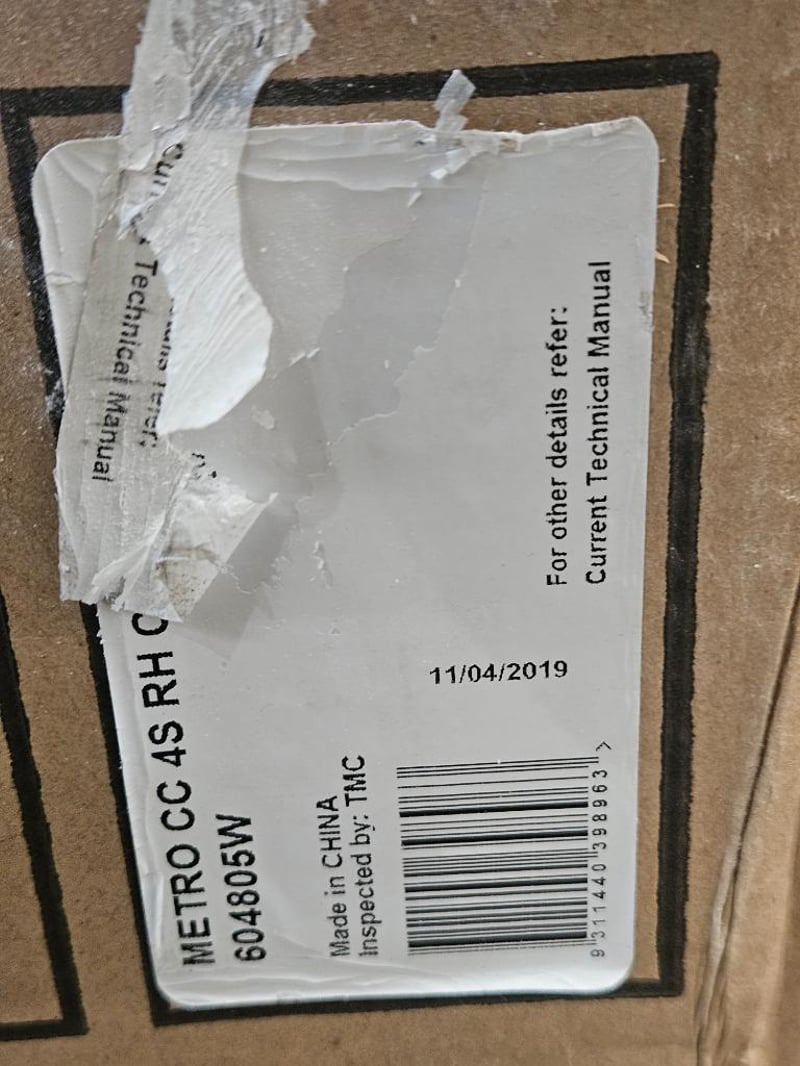 METRO CC 4S RH
604805W
Made in CHINA
Inspected by: TMC
11/04/2019
9 311440 398963 >
For other details refer:
Current Technical Manual
Technical Manual